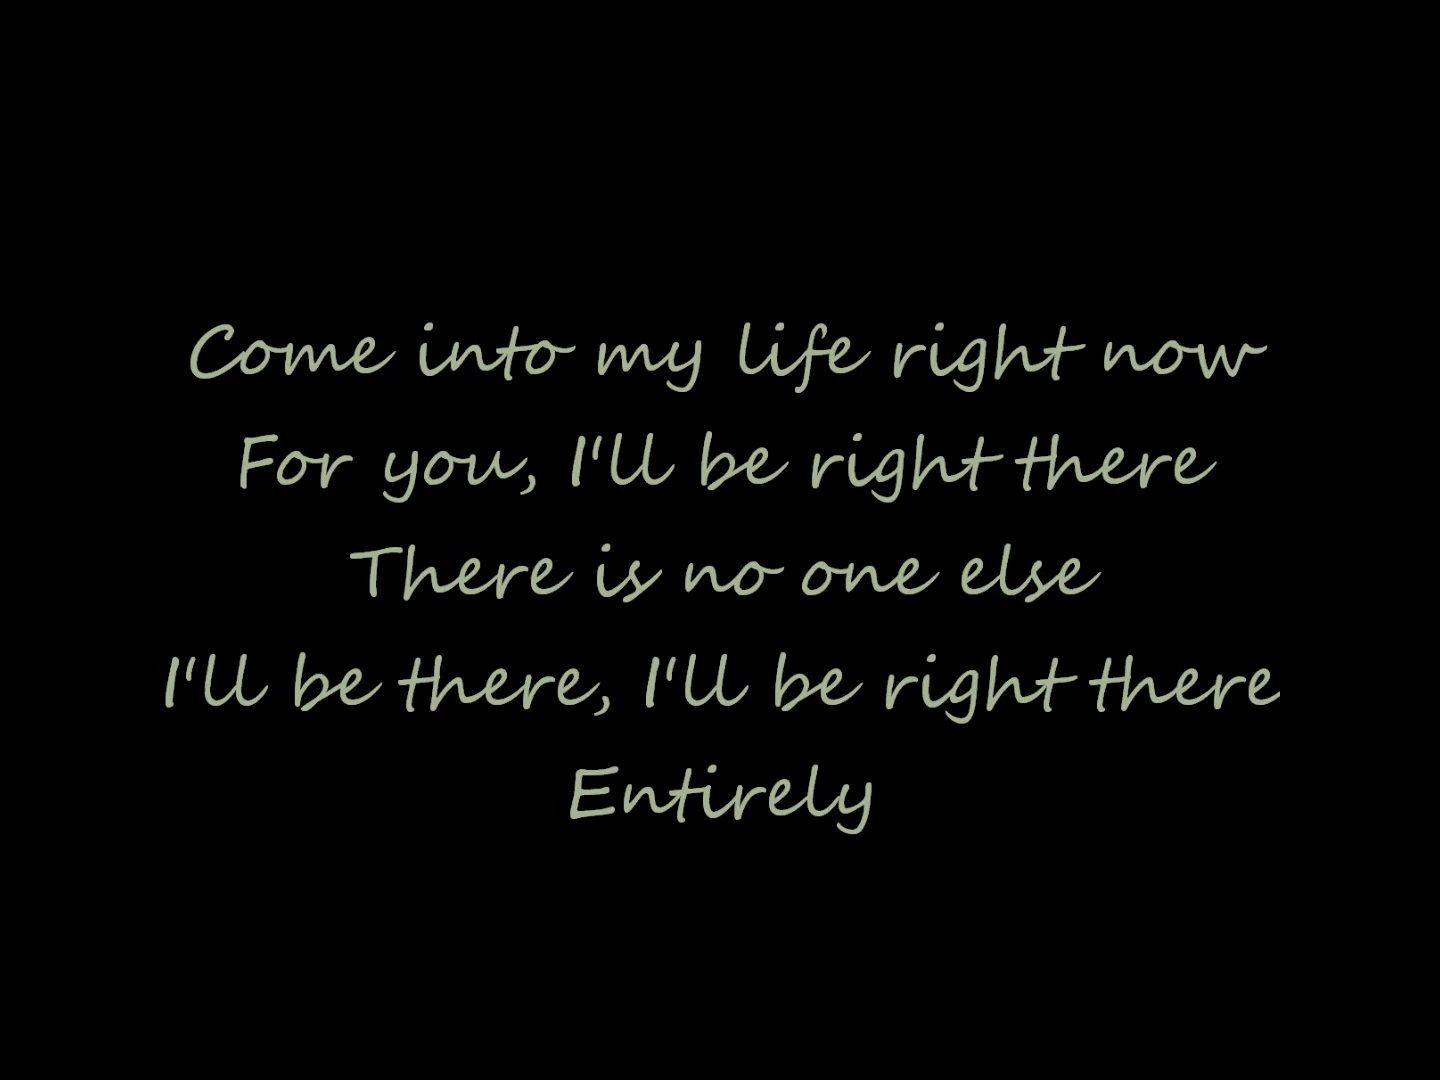 Come into my life right now
For you, I'll be right there
There is no one else
I'll be there, I'll be right there
Entirely